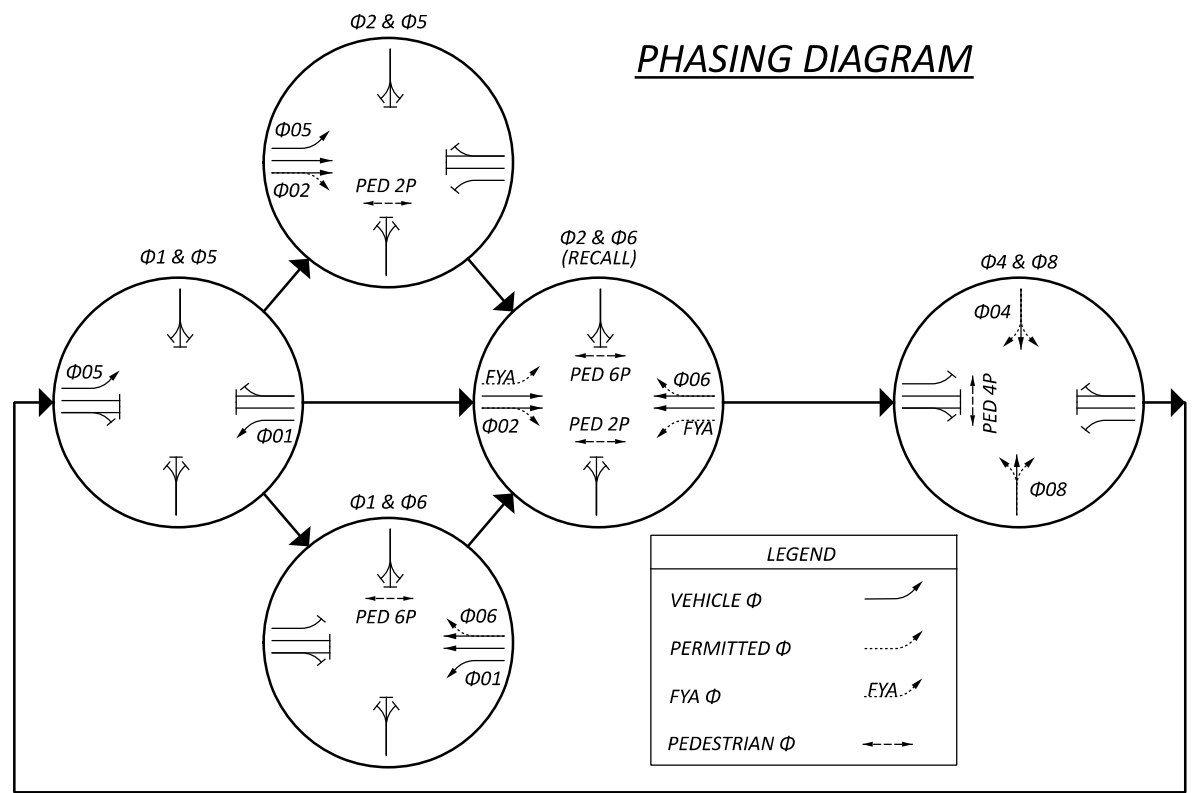 PHASING DIAGRAM
Φ2 & Φ5
Φ05
Φ02
PED 2P
Φ1 & Φ5
Φ05
Φ01
Φ2 & Φ6
(RECALL)
FYA
PED 6P
Φ06
Φ02
PED 2P
FYA
Φ4 & Φ8
Φ04
PED 4P
Φ08
Φ1 & Φ6
PED 6P
Φ06
Φ01
LEGEND
VEHICLE Φ
PERMITTED Φ
FYA Φ
FYA
PEDESTRIAN Φ